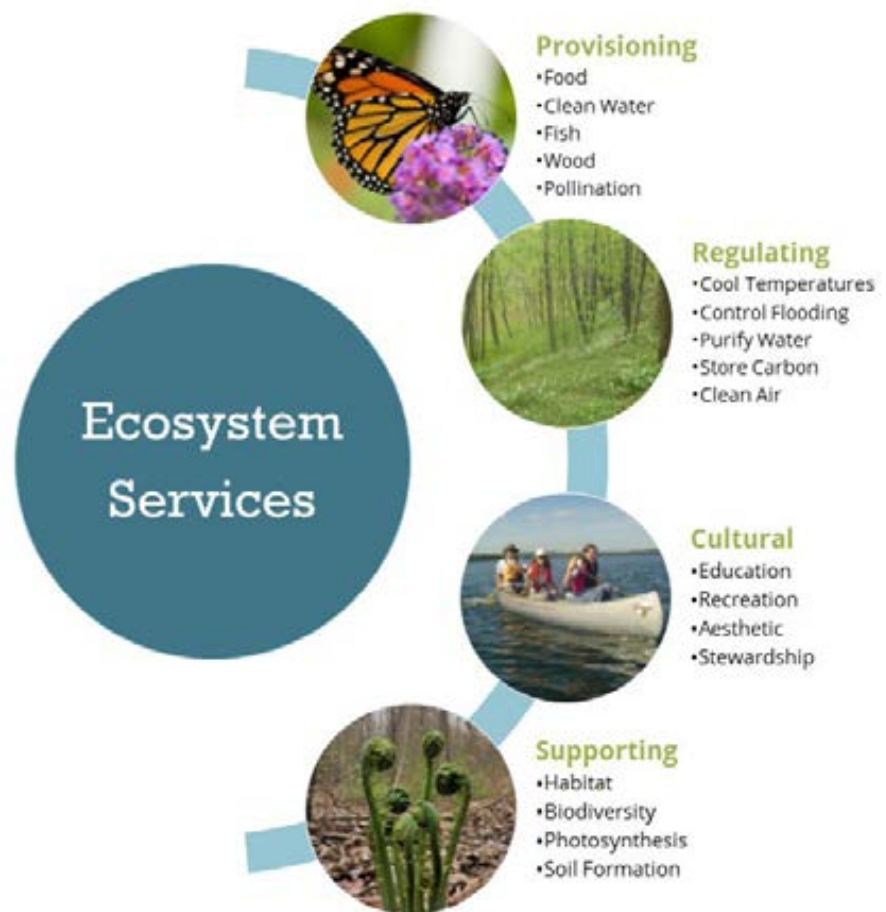 Ecosystem
Services
Provisioning
•Food
•Clean Water
•Fish
•Wood
•Pollination
Regulating
•Cool Temperatures
•Control Flooding
•Purify Water
•Store Carbon
•Clean Air
Cultural
•Education
•Recreation
•Aesthetic
•Stewardship
Supporting
•Habitat
•Biodiversity
•Photosynthesis
•Soil Formation